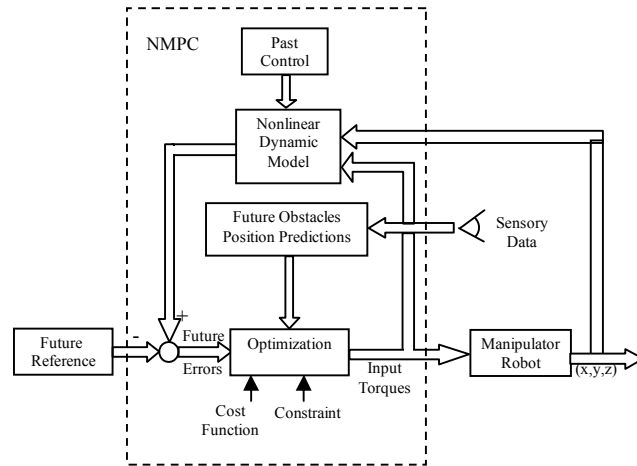 NMPC
Past
Control
Nonlinear
Dynamic
Model
Future Obstacles
Position Predictions
Sensory
Data
Future
Reference
-
+
Future
Errors
Optimization
Input
Torques
Manipulator
Robot
(x,y,z)
Cost
Function
Constraint